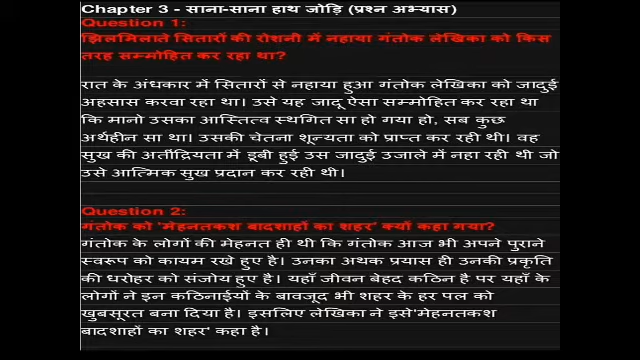 Chapter 3 - साना-साना हाथ जोड़ि (प्रश्न अभ्यास)
Question 1:
झिलमिलाते सितारों की रोशनी में नहाया गंतोक लेखिका को किस
तरह सम्मोहित कर रहा था?
रात के अंधकार में सितारों से नहाया हुआ गंतोक लेखिका को जादुई
अहसास करवा रहा था। उसे यह जादू ऐसा सम्मोहित कर रहा था
कि मानो उसका आस्तित्व स्थगित सा हो गया हो, सब कुछ
अर्थहीन सा था। उसकी चेतना शून्यता को प्राप्त कर रही थी। वह
सुख की अतींद्रियता में डूबी हुई उस जादुई उजाले में नहा रही थी जो
उसे आत्मिक सुख प्रदान कर रही थी।
Question 2:
गंतोक को 'मेहनतकश बादशाहों का शहर' क्यों कहा गया?
गंतोक के लोगों की मेहनत ही थी कि गंतोक आज भी अपने पुराने
स्वरूप को कायम रखे हुए है। उनका अथक प्रयास ही उनकी प्रकृति
की धरोहर को संजोय हुए है। यहाँ जीवन बेहद कठिन है पर यहाँ के
लोगों ने इन कठिनाईयों के बावजूद भी शहर के हर पल को
खुबसूरत बना दिया है। इसलिए लेखिका ने इसे'मेहनतकश
बादशाहों का शहर' कहा है।